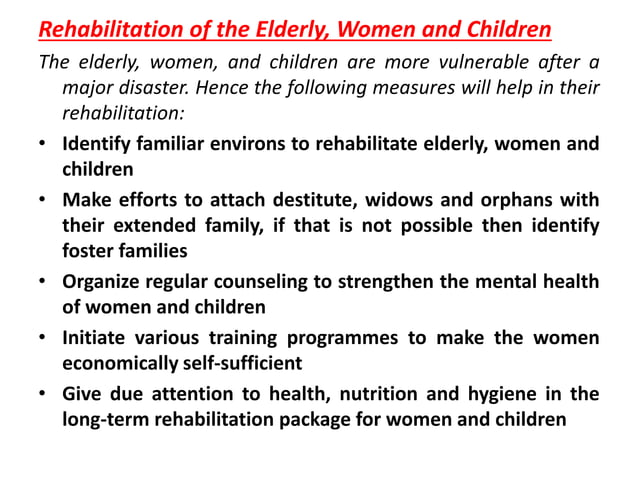 Rehabilitation of the Elderly, Women and Children
The elderly, women, and children are more vulnerable after a
major disaster. Hence the following measures will help in their
rehabilitation:
• Identify familiar environs to rehabilitate elderly, women and
children
• Make efforts to attach destitute, widows and orphans with
their extended family, if that is not possible then identify
foster families
• Organize regular counseling to strengthen the mental health
of women and children
• Initiate various training programmes to make the women
economically self-sufficient
• Give due attention to health, nutrition and hygiene in the
long-term rehabilitation package for women and children